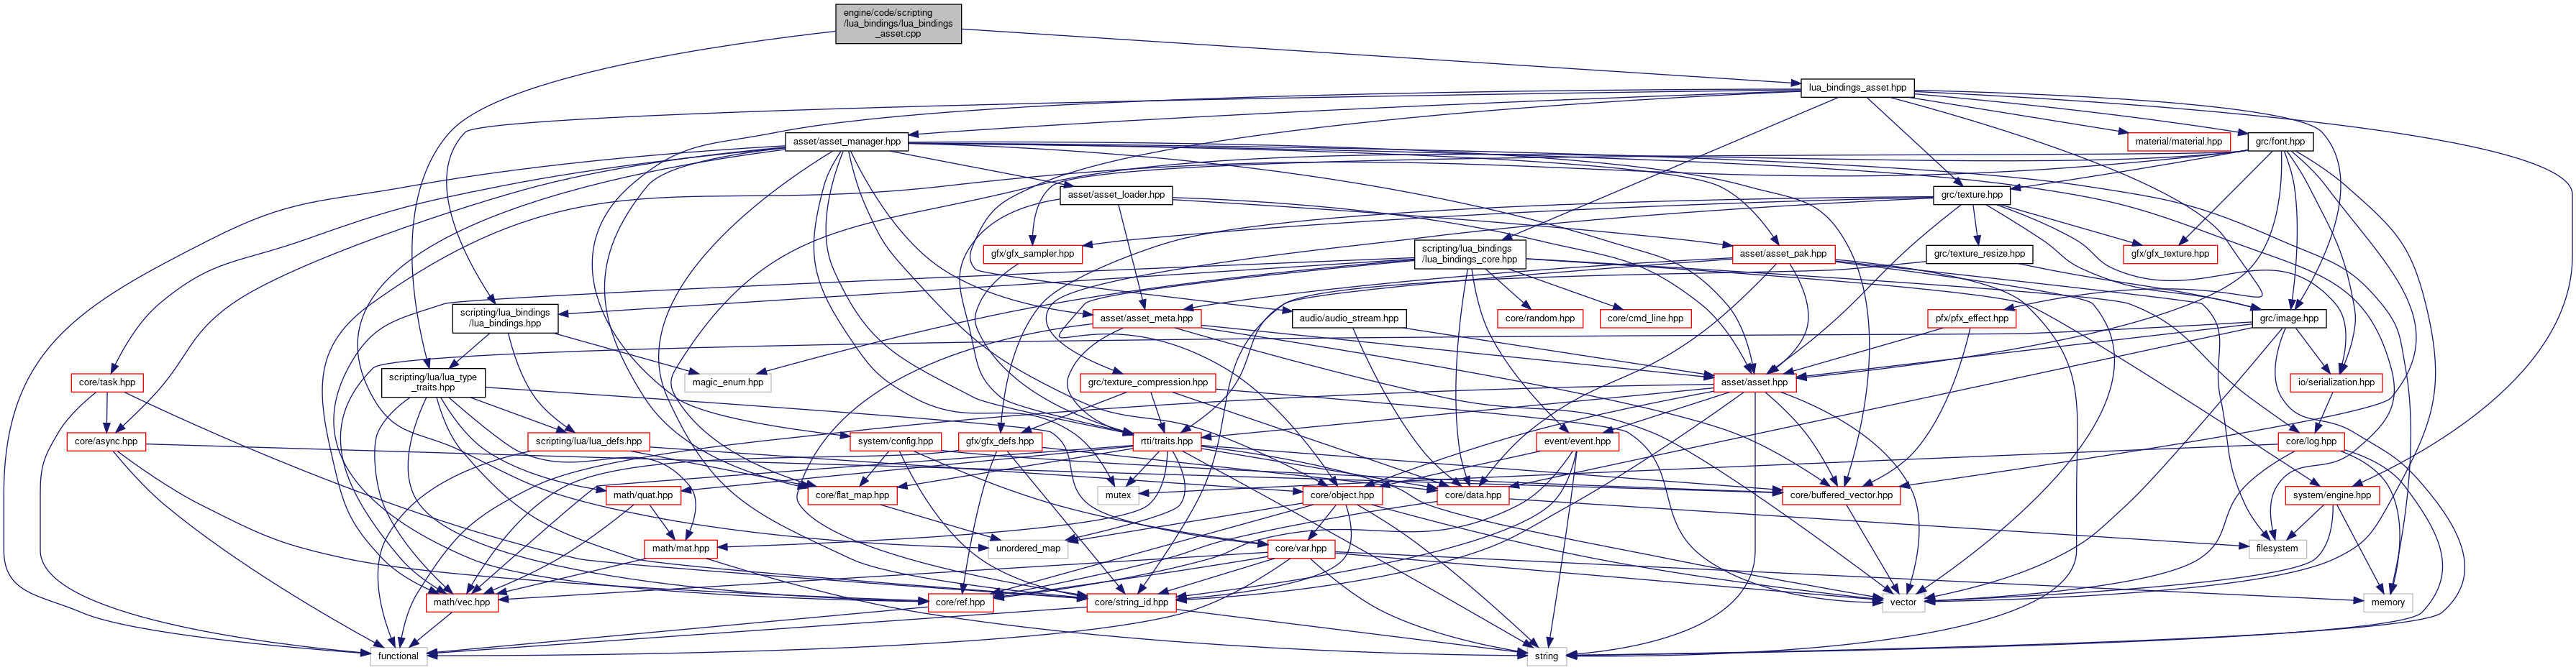 engine/code/scripting
/lua_bindings/lua_bindings
_asset.cpp
lua_bindings_asset.hpp
asset/asset_manager.hpp
material/material.hpp
grc/font.hpp
asset/asset_loader.hpp
grc/texture.hpp
gfx/gfx_sampler.hpp
scripting/lua_bindings
/lua_bindings_core.hpp
asset/asset_pak.hpp
grc/texture_resize.hpp
gfx/gfx_texture.hpp
scripting/lua_bindings
/lua_bindings.hpp
asset/asset_meta.hpp
audio/audio_stream.hpp
core/random.hpp
core/cmd_line.hpp
pfx/pfx_effect.hpp
grc/image.hpp
core/task.hpp
scripting/lua/lua_type
_traits.hpp
magic_enum.hpp
grc/texture_compression.hpp
asset/asset.hpp
io/serialization.hpp
core/async.hpp
scripting/lua/lua_defs.hpp
system/config.hpp
gfx/gfx_defs.hpp
rtti/traits.hpp
event/event.hpp
core/log.hpp
math/quat.hpp
core/flat_map.hpp
mutex
core/object.hpp
core/data.hpp
core/buffered_vector.hpp
system/engine.hpp
math/mat.hpp
unordered_map
core/var.hpp
filesystem
math/vec.hpp
core/ref.hpp
core/string_id.hpp
vector
memory
functional
string